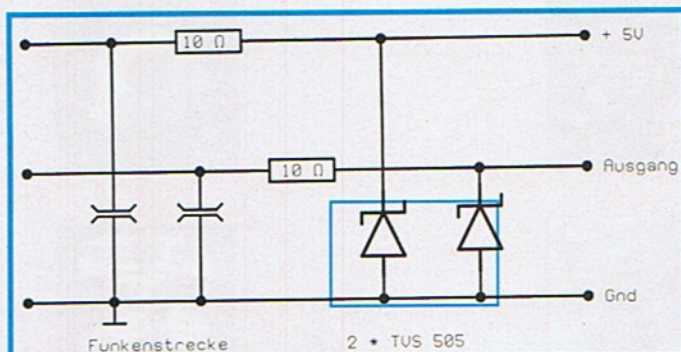 10 Ω
+ 5V
10 Ω
Ausgang
Gnd
Funkenstrecke
2 * TVS 505